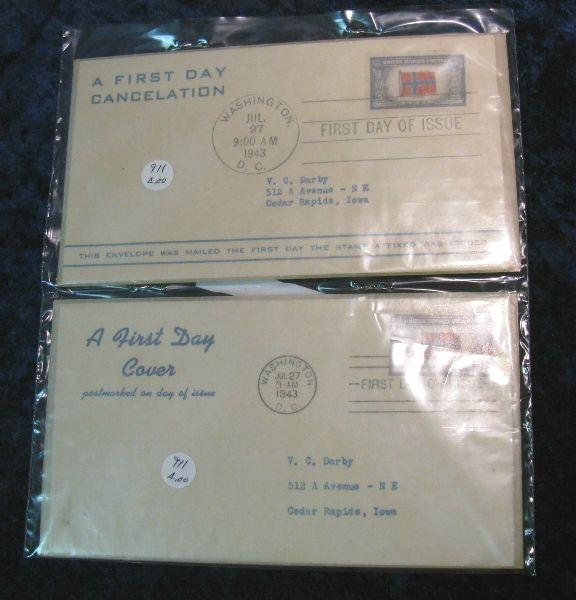 A FIRST DAY
CANCELATION
WASHINGTON,
JUL
27
9:00 AM
1943
D. C.
UNITED STATES POSTAGE
FIRST DAY OF ISSUE
911
V. C. Darby
512 A Avenue - N E
Cedar Rapids, Iowa
THIS ENVELOPE WAS MAILED THE FIRST DAY THE STAMP AFFIXED WAS ISSUED
A First Day
Cover
postmarked on day of issue
WASHINGTON
JUL 27
9-AM
1943
D. C.
FIRST DAY OF
911
V. C. Darby
512 A Avenue - N E
Cedar Rapids, Iowa